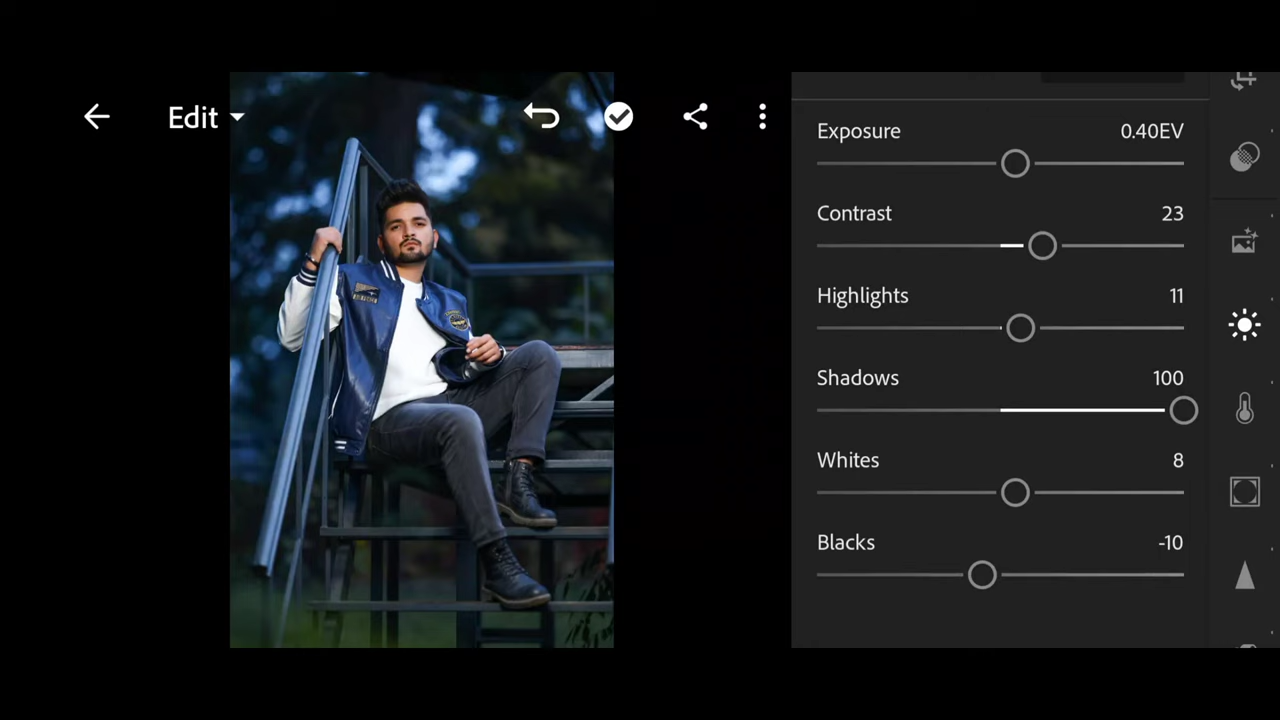 Edit
Exposure 0.40EV
Contrast 23
Highlights 11
Shadows 100
Whites 8
Blacks -10